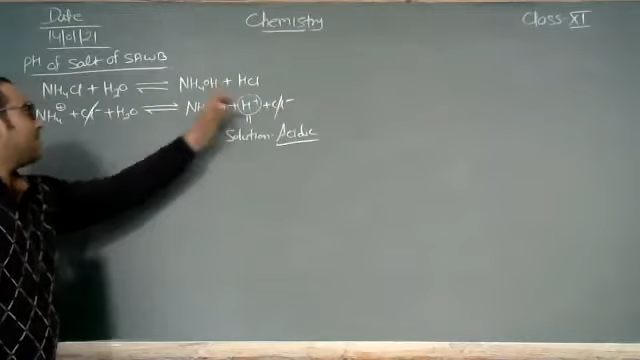 Date Chemistry Class XI
14/01/21
pH of salt of SAWB
NH₄Cl + H₂O ⇌ NH₄OH + HCl
NH₄⊕ + Cl⁻ + H₂O ⇌ NH + H⁺ + Cl⁻
Solution - Acidic